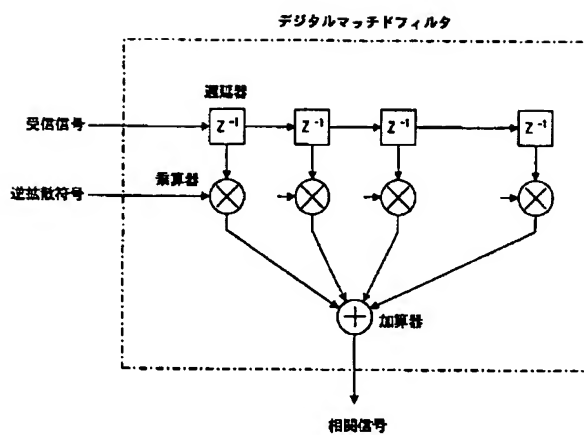 デジタルマッチドフィルタ
遅延器
受信信号
Z⁻¹ Z⁻¹ Z⁻¹ Z⁻¹
乗算器
逆拡散符号
加算器
相関信号